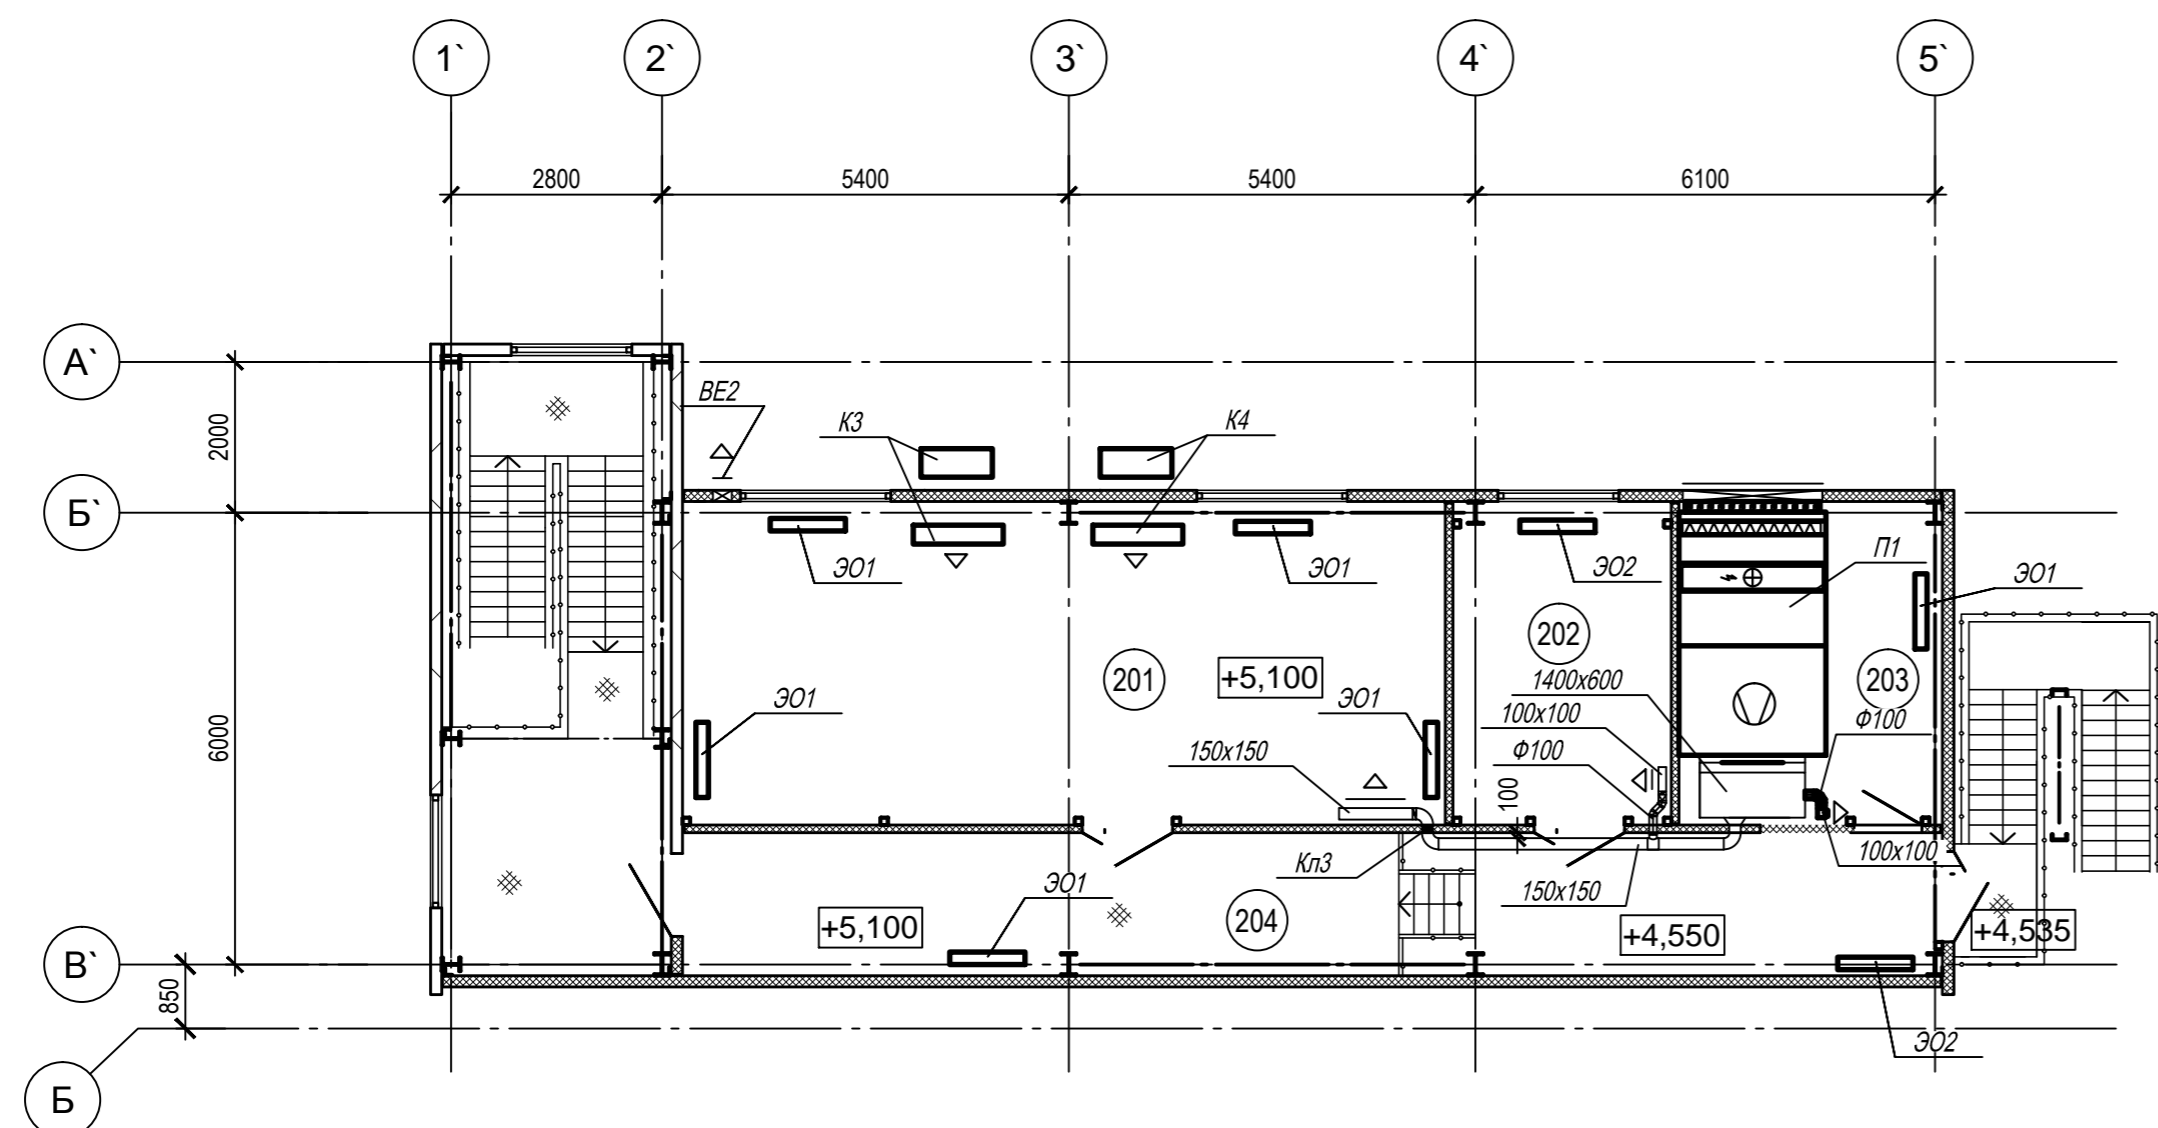 1` 2` 3` 4` 5`
2800 5400 5400 6100
А`
ВЕ2
К3 К4
2000
Б`
П1
ЭО1 ЭО1 ЭО2 ЭО1
202
201 +5,100 1400х600 203
ЭО1 ЭО1 100х100 Ф100
6000 150х150 Ф100
100
Кл3 100х100
ЭО1 150х150
+5,100 204 +4,550 +4,535
В`
850
ЭО2
Б